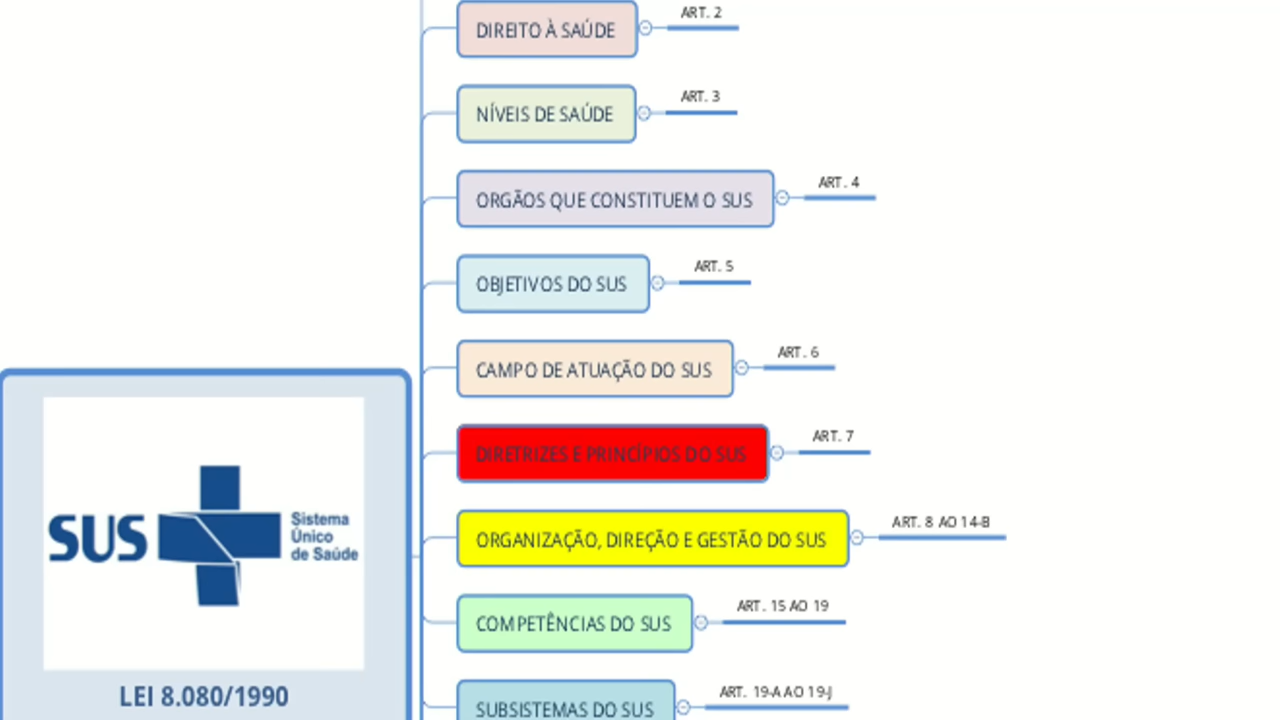 DIREITO À SAÚDE
ART. 2
NÍVEIS DE SAÚDE
ART. 3
ORGÃOS QUE CONSTITUEM O SUS
ART. 4
OBJETIVOS DO SUS
ART. 5
CAMPO DE ATUAÇÃO DO SUS
ART. 6
DIRETRIZES E PRINCÍPIOS DO SUS
ART. 7
ORGANIZAÇÃO, DIREÇÃO E GESTÃO DO SUS
ART. 8 AO 14-B
COMPETÊNCIAS DO SUS
ART. 15 AO 19
SUBSISTEMAS DO SUS
ART. 19-A AO 19-J
SUS
Sistema
Único
de Saúde
LEI 8.080/1990